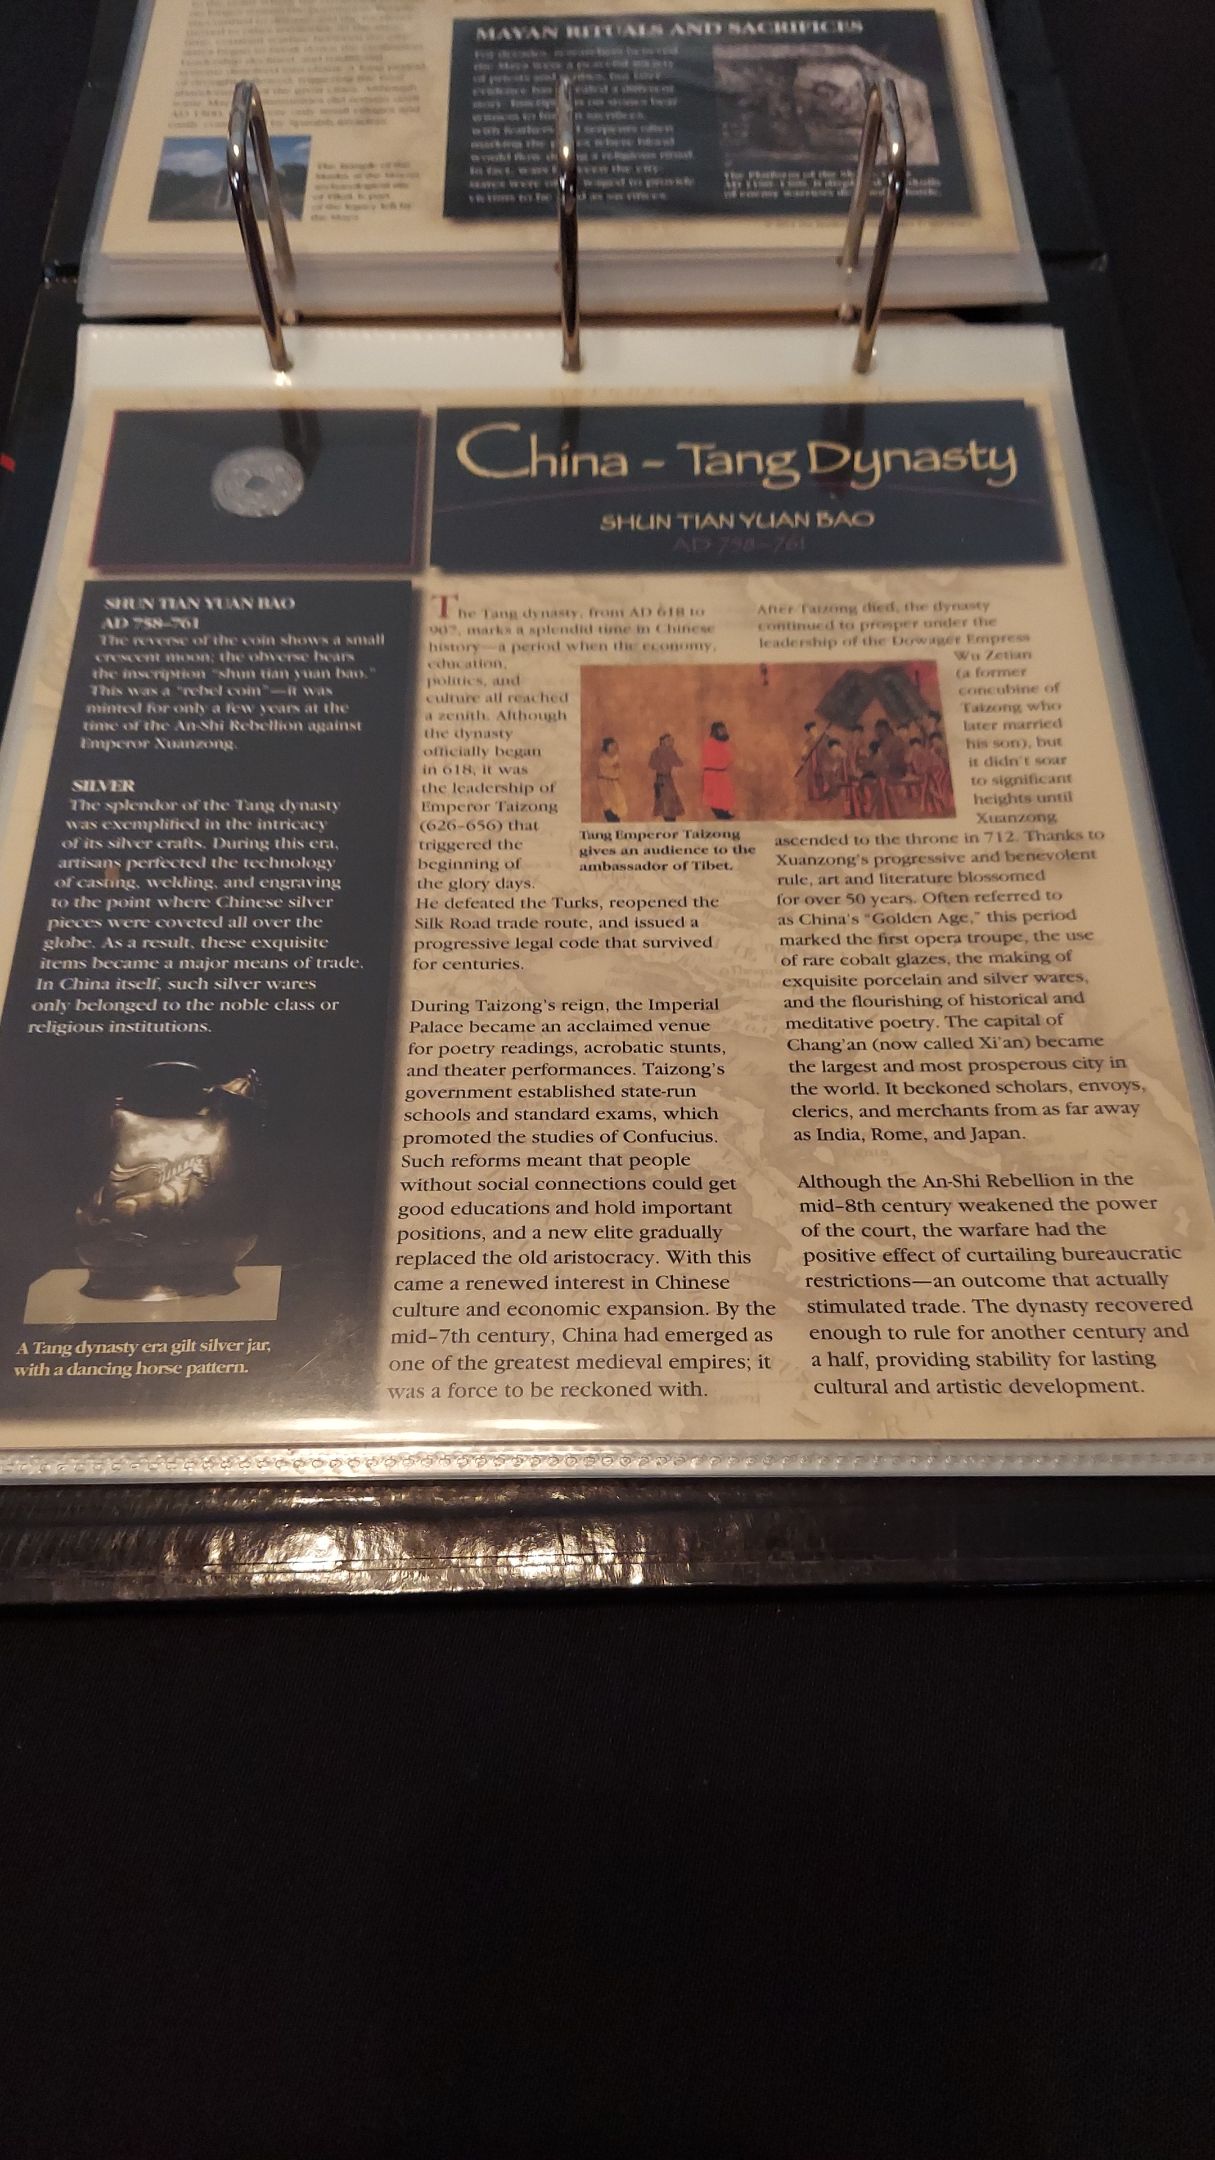 MAYAN RITUALS AND SACRIFICES
China - Tang Dynasty
SHUN TIAN YUAN BAO
AD 758–761
SHUN TIAN YUAN BAO
AD 758–761
The reverse of the coin shows a small
crescent moon; the obverse bears
the inscription "shun tian yuan bao."
This was a "rebel coin"—it was
minted for only a few years at the
time of the An-Shi Rebellion against
Emperor Xuanzong.
SILVER
The splendor of the Tang dynasty
was exemplified in the intricacy
of its silver crafts. During this era,
artisans perfected the technology
of casting, welding, and engraving
to the point where Chinese silver
pieces were coveted all over the
globe. As a result, these exquisite
items became a major means of trade.
In China itself, such silver wares
only belonged to the noble class or
religious institutions.
A Tang dynasty era gilt silver jar,
with a dancing horse pattern.
The Tang dynasty, from AD 618 to
907, marks a splendid time in Chinese
history—a period when the economy,
education,
politics, and
culture all reached
a zenith. Although
the dynasty
officially began
in 618, it was
the leadership of
Emperor Taizong
(626–656) that
triggered the
beginning of
the glory days.
He defeated the Turks, reopened the
Silk Road trade route, and issued a
progressive legal code that survived
for centuries.
During Taizong's reign, the Imperial
Palace became an acclaimed venue
for poetry readings, acrobatic stunts,
and theater performances. Taizong's
government established state-run
schools and standard exams, which
promoted the studies of Confucius.
Such reforms meant that people
without social connections could get
good educations and hold important
positions, and a new elite gradually
replaced the old aristocracy. With this
came a renewed interest in Chinese
culture and economic expansion. By the
mid–7th century, China had emerged as
one of the greatest medieval empires; it
was a force to be reckoned with.
Tang Emperor Taizong
gives an audience to the
ambassador of Tibet.
After Taizong died, the dynasty
continued to prosper under the
leadership of the Dowager Empress
Wu Zetian
(a former
concubine of
Taizong who
later married
his son), but
it didn't soar
to significant
heights until
Xuanzong
ascended to the throne in 712. Thanks to
Xuanzong's progressive and benevolent
rule, art and literature blossomed
for over 50 years. Often referred to
as China's "Golden Age," this period
marked the first opera troupe, the use
of rare cobalt glazes, the making of
exquisite porcelain and silver wares,
and the flourishing of historical and
meditative poetry. The capital of
Chang'an (now called Xi'an) became
the largest and most prosperous city in
the world. It beckoned scholars, envoys,
clerics, and merchants from as far away
as India, Rome, and Japan.
Although the An-Shi Rebellion in the
mid–8th century weakened the power
of the court, the warfare had the
positive effect of curtailing bureaucratic
restrictions—an outcome that actually
stimulated trade. The dynasty recovered
enough to rule for another century and
a half, providing stability for lasting
cultural and artistic development.